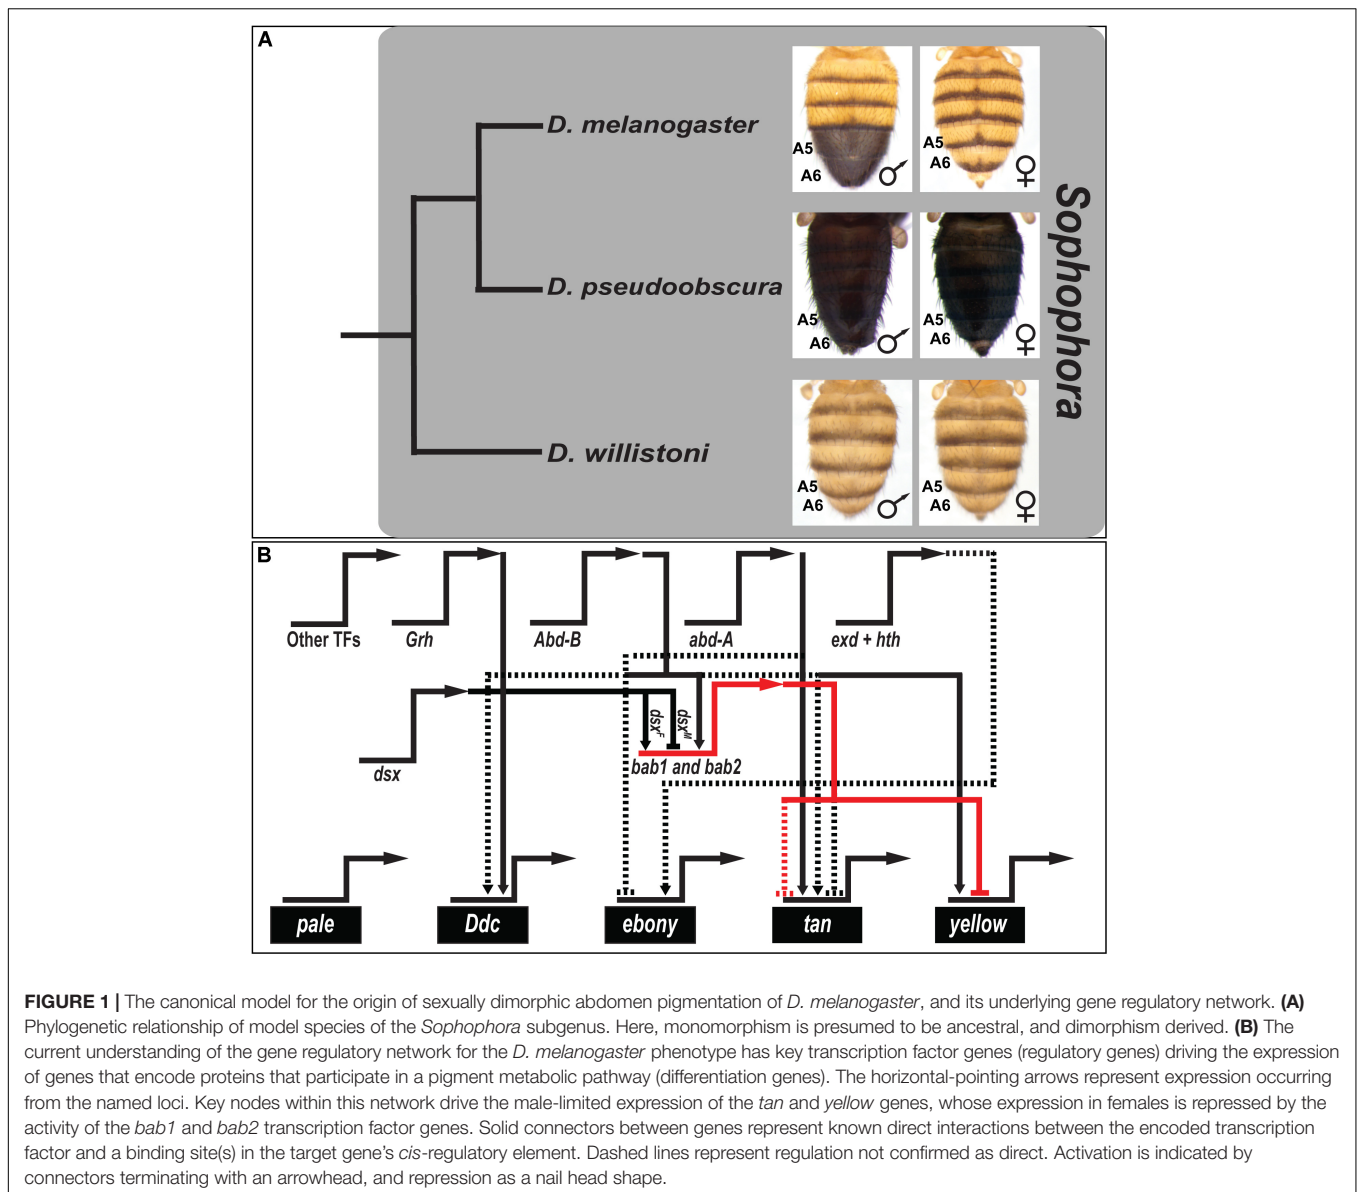 A
D. melanogaster
A5
A6
♂
A5
A6
♀
D. pseudoobscura
A5
A6
♂
A5
A6
♀
D. willistoni
A5
A6
♂
A5
A6
♀
Sophophora
B
Other TFs
Grh
Abd-B
abd-A
exd + hth
dsx
dsxF
dsxM
bab1 and bab2
pale
Ddc
ebony
tan
yellow
FIGURE 1 | The canonical model for the origin of sexually dimorphic abdomen pigmentation of D. melanogaster, and its underlying gene regulatory network. (A)
Phylogenetic relationship of model species of the Sophophora subgenus. Here, monomorphism is presumed to be ancestral, and dimorphism derived. (B) The
current understanding of the gene regulatory network for the D. melanogaster phenotype has key transcription factor genes (regulatory genes) driving the expression
of genes that encode proteins that participate in a pigment metabolic pathway (differentiation genes). The horizontal-pointing arrows represent expression occurring
from the named loci. Key nodes within this network drive the male-limited expression of the tan and yellow genes, whose expression in females is repressed by the
activity of the bab1 and bab2 transcription factor genes. Solid connectors between genes represent known direct interactions between the encoded transcription
factor and a binding site(s) in the target gene's cis-regulatory element. Dashed lines represent regulation not confirmed as direct. Activation is indicated by
connectors terminating with an arrowhead, and repression as a nail head shape.